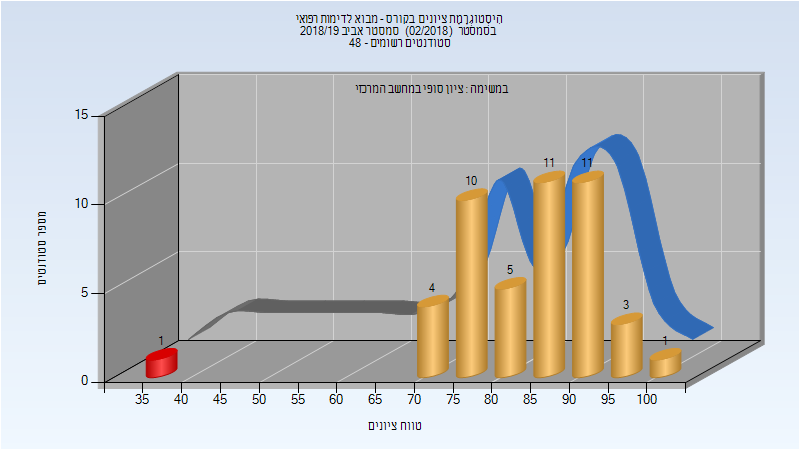 היסטוגרמת ציונים בקורס - מבוא לדימות רפואי
בסמסטר (02/2018) סמסטר אביב 2018/19
סטודנטים רשומים - 48
במשימה : ציון סופי במחשב המרכזי
מספר סטודנטים
15
10
5
0
1
4
10
5
11
11
3
1
35 40 45 50 55 60 65 70 75 80 85 90 95 100
טווח ציונים